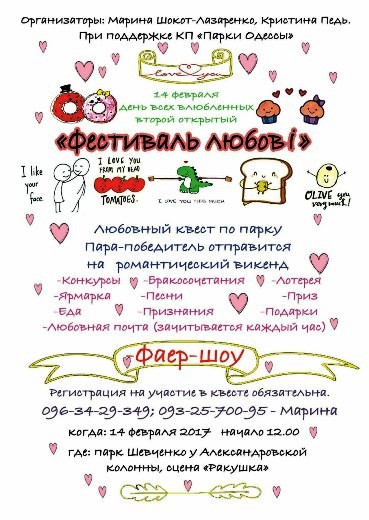 Организаторы: Марина Шокот-Лазаренко, Кристина Педь.
При поддержке КП «Парки Одессы»
love you
14 февраля
день всех влюбленных
второй открытый
«Фестиваль любові»
I like your face
I LOVE YOU FROM MY HEAD TOMATOES.
I LOVE YOU THIS MUCH
OLIVE you very much!
Любовный квест по парку
Пара-победитель отправится
на романтический викенд
-Конкурсы -Бракосочетания -Лотерея
-Ярмарка -Песни -Приз
-Еда -Признания -Подарки
-Любовная почта (зачитывается каждый час)
-Фаер-шоу
Регистрация на участие в квесте обязательна.
096-34-29-349; 093-25-700-95 - Марина
когда: 14 февраля 2017 начало 12.00
где: парк Шевченко у Александровской
колонны, сцена «Ракушка»